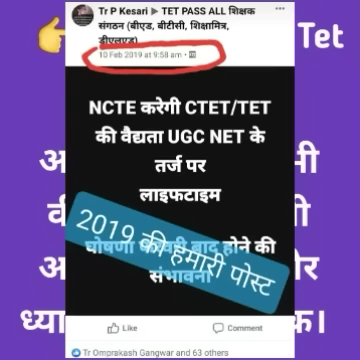 Tr P Kesari ▶ TET PASS ALL शिक्षक
संगठन (बीएड, बीटीसी, शिक्षामित्र,
डीएलएड)
10 Feb 2019 at 9:58 am
Tet
NCTE करेगी CTET/TET
की वैद्यता UGC NET के
तर्ज पर
लाइफटाइम
घोषणा बाद होने की
संभावना
2019 की हमारी पोस्ट
ध्या
क।
Like Comment
Tr Omprakash Gangwar and 63 others